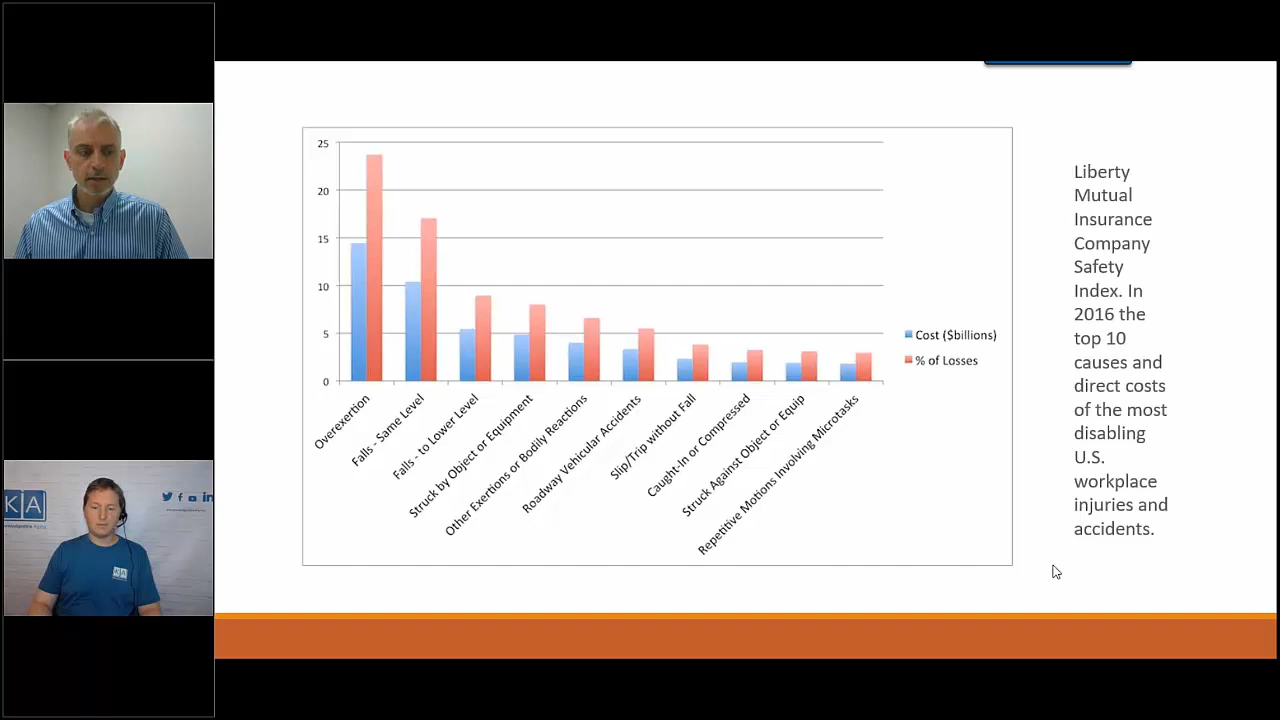 25
20
15
10
5
0
Overexertion
Falls - Same Level
Falls - to Lower Level
Struck by Object or Equipment
Other Exertions or Bodily Reactions
Roadway Vehicular Accidents
Slip/Trip without Fall
Caught-In or Compressed
Struck Against Object or Equip
Repetitive Motions Involving Microtasks
Cost ($billions)
% of Losses
Liberty
Mutual
Insurance
Company
Safety
Index. In
2016 the
top 10
causes and
direct costs
of the most
disabling
U.S.
workplace
injuries and
accidents.
KA
KA